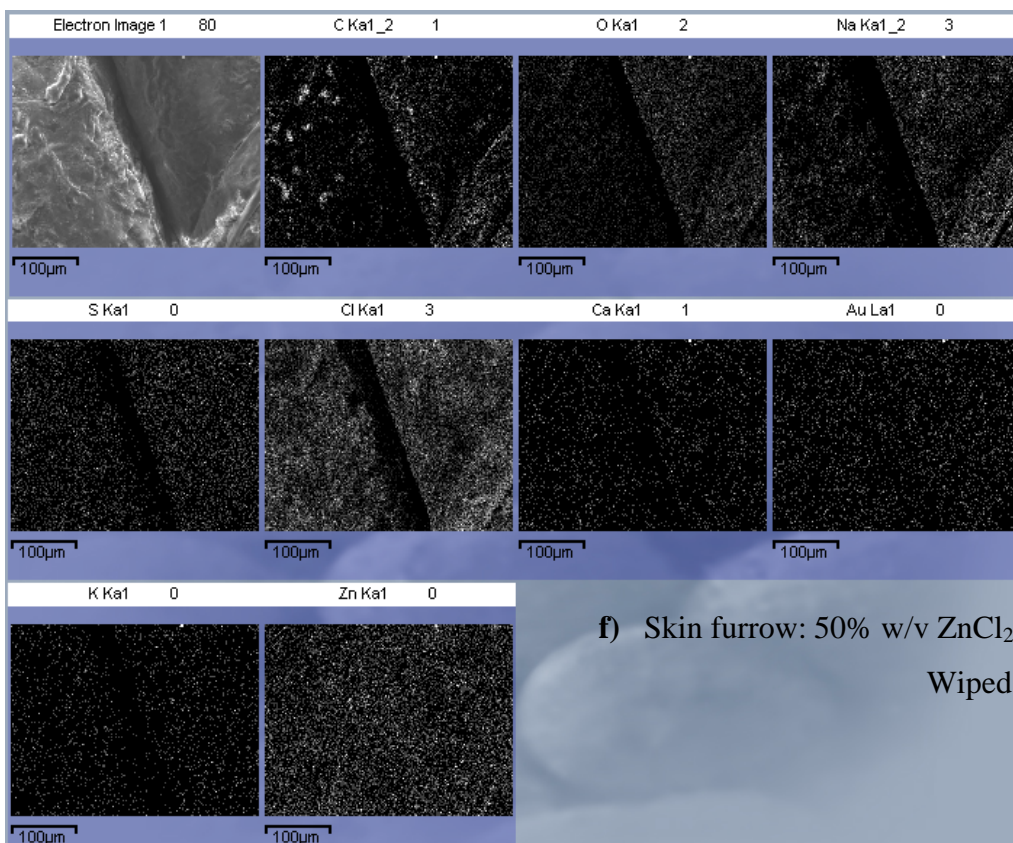 Electron Image 1 80 C Ka1_2 1 O Ka1 2 Na Ka1_2 3
100µm 100µm 100µm 100µm
S Ka1 0 Cl Ka1 3 Ca Ka1 1 Au La1 0
100µm 100µm 100µm 100µm
K Ka1 0 Zn Ka1 0
f) Skin furrow: 50% w/v ZnCl₂
Wiped
100µm 100µm